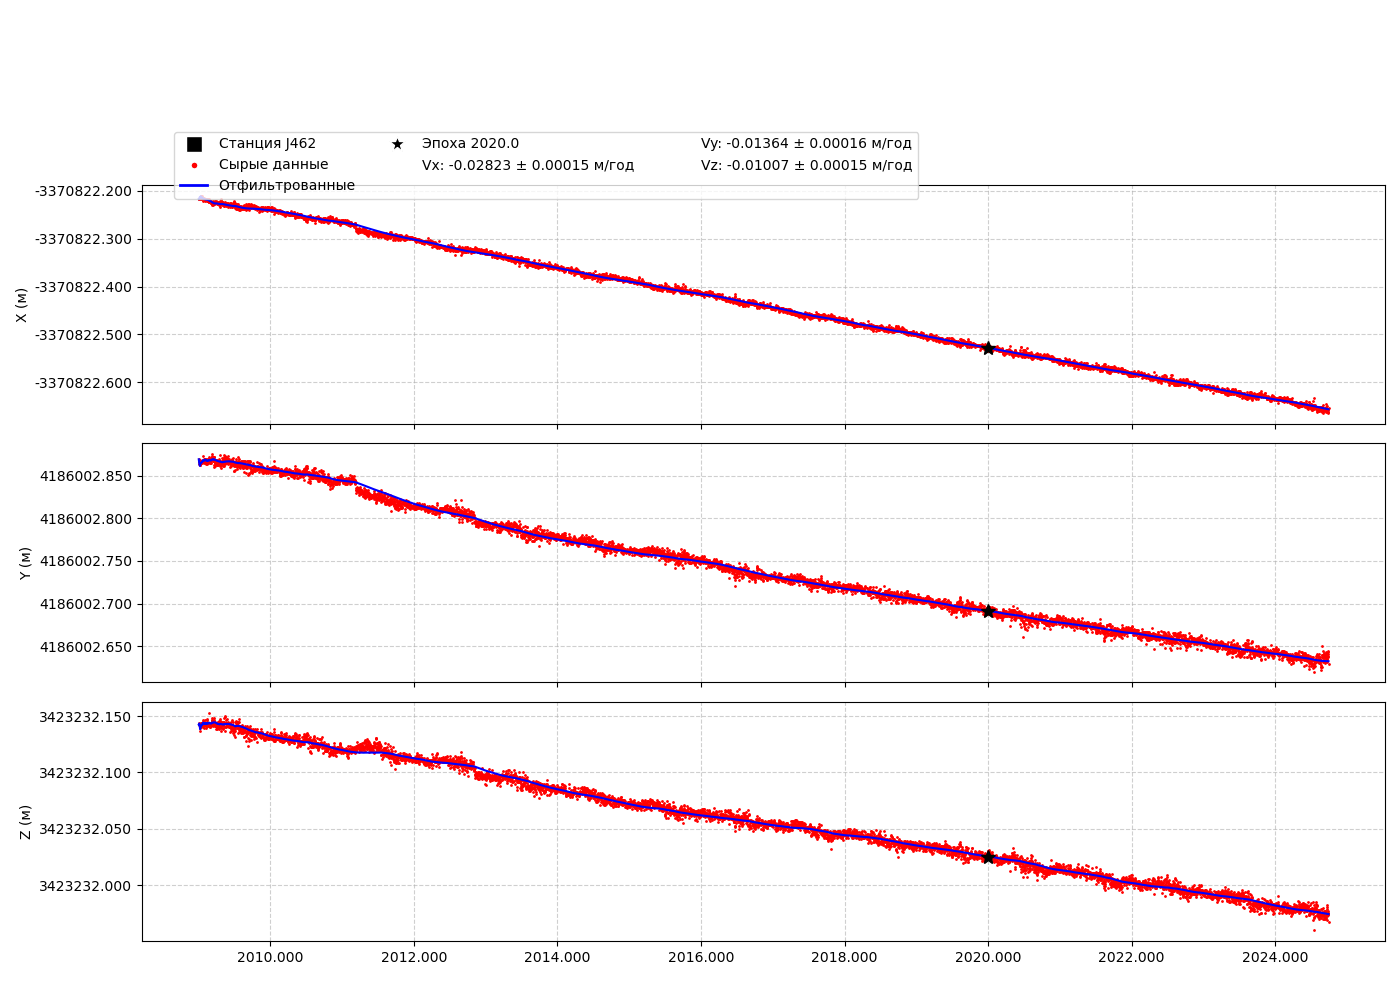 Станция J462
Сырые данные
Отфильтрованные
Эпоха 2020.0
Vx: -0.02823 ± 0.00015 м/год
Vy: -0.01364 ± 0.00016 м/год
Vz: -0.01007 ± 0.00015 м/год
X (м)
-3370822.200
-3370822.300
-3370822.400
-3370822.500
-3370822.600
Y (м)
4186002.850
4186002.800
4186002.750
4186002.700
4186002.650
Z (м)
3423232.150
3423232.100
3423232.050
3423232.000
2010.000 2012.000 2014.000 2016.000 2018.000 2020.000 2022.000 2024.000